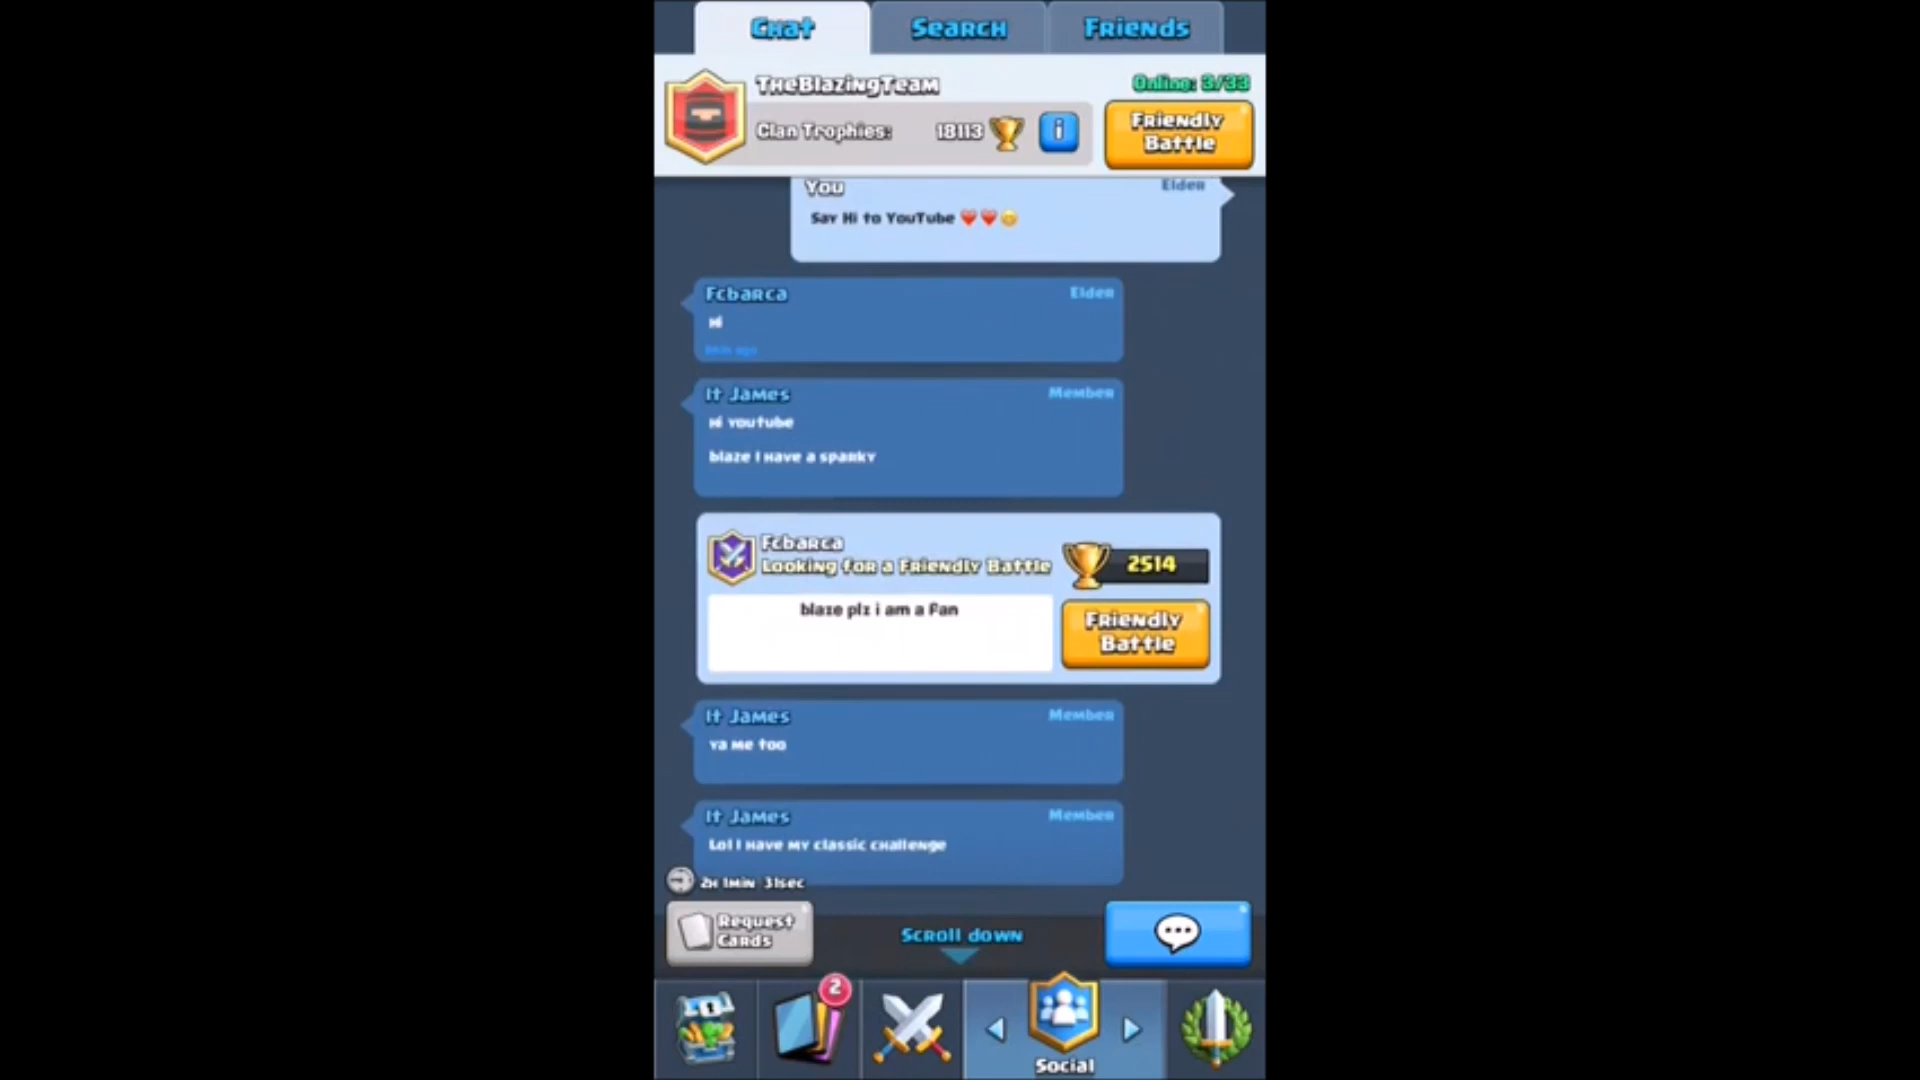 Chat Search Friends
TheBlazingTeam Online: 3/33
Clan Trophies: 18113
Friendly Battle
You Elder
Say Hi to YouTube ❤️❤️
Fcbarca Elder
Hi
It James Member
Hi youtube
blaze I have a sparky
Fcbarca
Looking for a Friendly Battle
2514
blaze plz i am a fan
Friendly Battle
It James Member
Ya me too
It James Member
Lol I have my classic challenge
2h 1min 31sec
Request Cards
Scroll down
2
Social